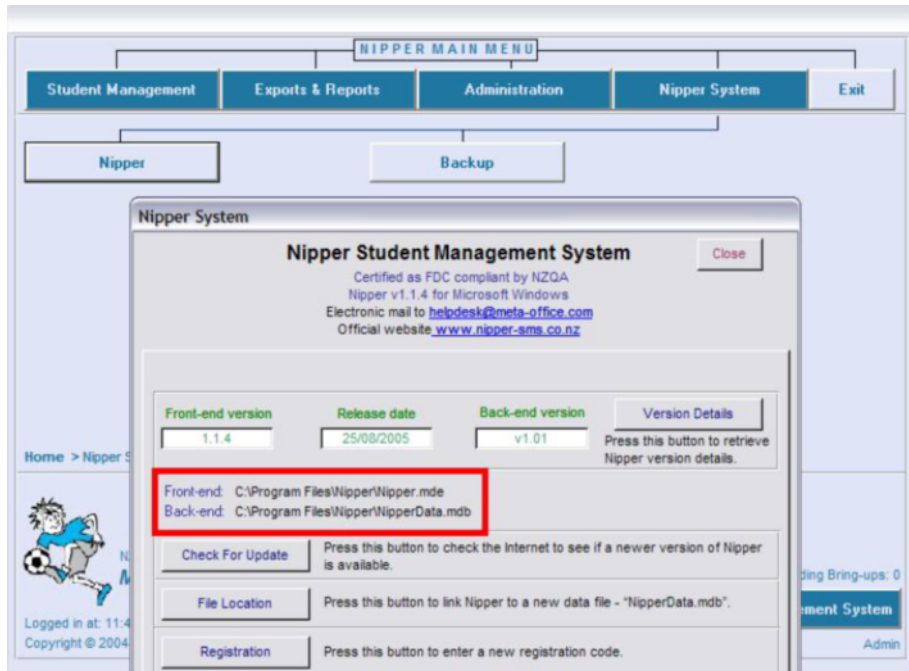 NIPPER MAIN MENU
Student Management Exports & Reports Administration Nipper System Exit
Nipper Backup
Nipper System
Nipper Student Management System Close
Certified as FDC compliant by NZQA
Nipper v1.1.4 for Microsoft Windows
Electronic mail to helpdesk@meta-office.com
Official website www.nipper-sms.co.nz
Front-end version Release date Back-end version Version Details
1.1.4 25/08/2005 v1.01 Press this button to retrieve
Nipper version details.
Home > Nipper S
Front-end: C:\Program Files\Nipper\Nipper.mde
Back-end: C:\Program Files\Nipper\NipperData.mdb
Check For Update Press this button to check the Internet to see if a newer version of Nipper
is available.
N
M
ding Bring-ups: 0
File Location Press this button to link Nipper to a new data file - "NipperData.mdb".
ment System
Logged in at: 11:4
Copyright © 2004
Registration Press this button to enter a new registration code.
Admin